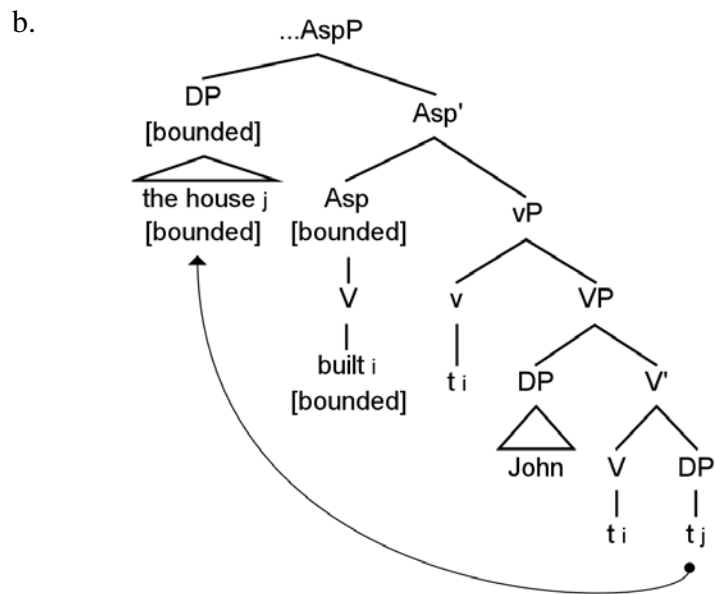 b.
...AspP
DP
Asp'
[bounded]
the house j
Asp
vP
[bounded]
[bounded]
V
v
VP
built i
t i
DP
V'
[bounded]
John
V
DP
t i
t j